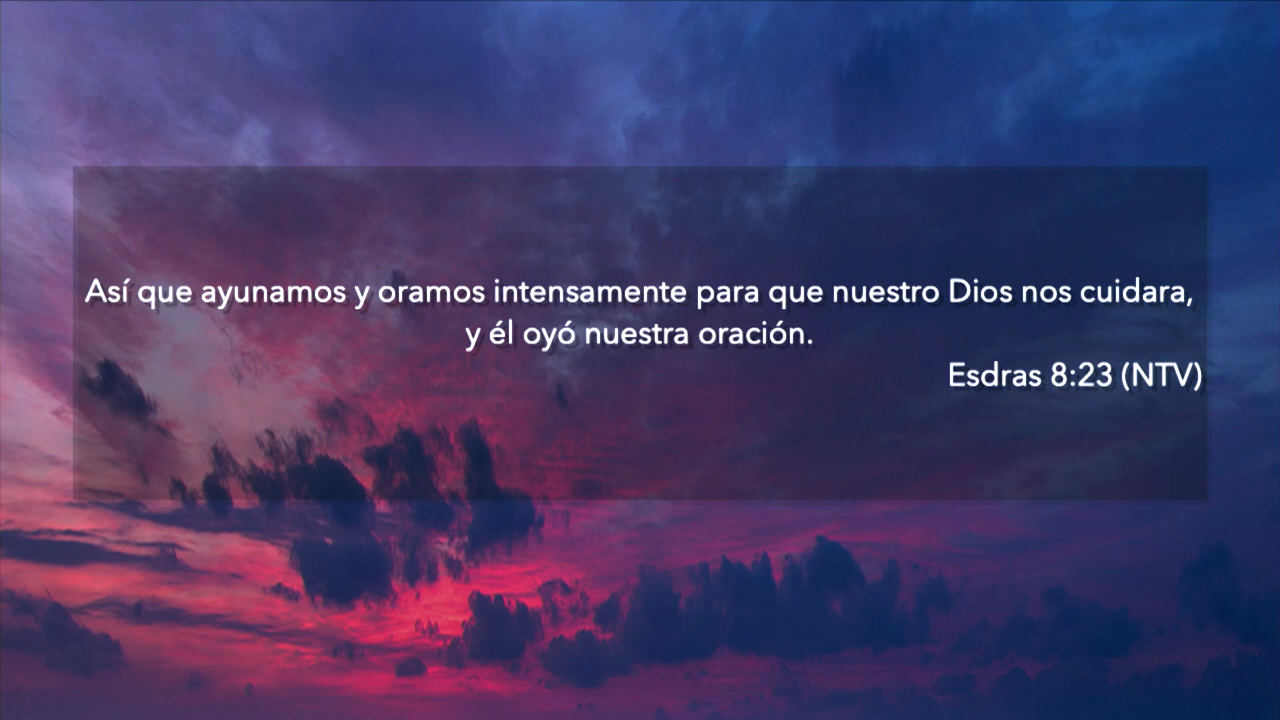 Así que ayunamos y oramos intensamente para que nuestro Dios nos cuidara,
y él oyó nuestra oración.
Esdras 8:23 (NTV)